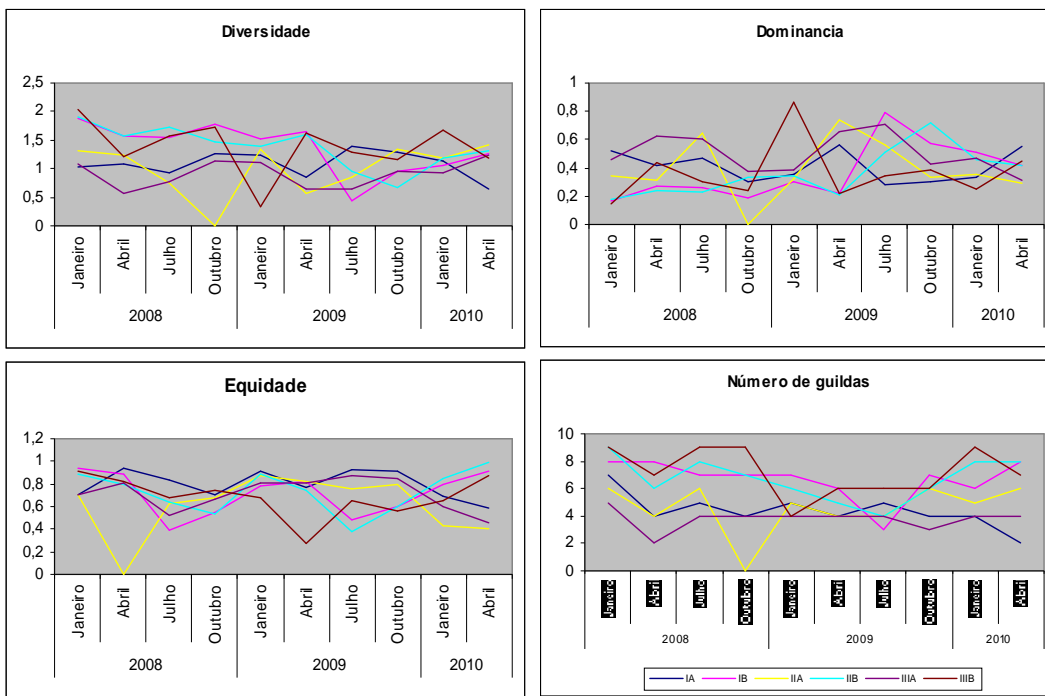 Diversidade
2,5
2
1,5
1
0,5
0
Janeiro Abril Julho Outubro Janeiro Abril Julho Outubro Janeiro Abril
2008 2009 2010
Dominancia
1
0,8
0,6
0,4
0,2
0
Janeiro Abril Julho Outubro Janeiro Abril Julho Outubro Janeiro Abril
2008 2009 2010
Equidade
1,2
1
0,8
0,6
0,4
0,2
0
Janeiro Abril Julho Outubro Janeiro Abril Julho Outubro Janeiro Abril
2008 2009 2010
Número de guildas
10
8
6
4
2
0
Janeiro Abril Julho Outubro Janeiro Abril Julho Outubro Janeiro Abril
2008 2009 2010
IA IB IIA IIB IIIA IIIB